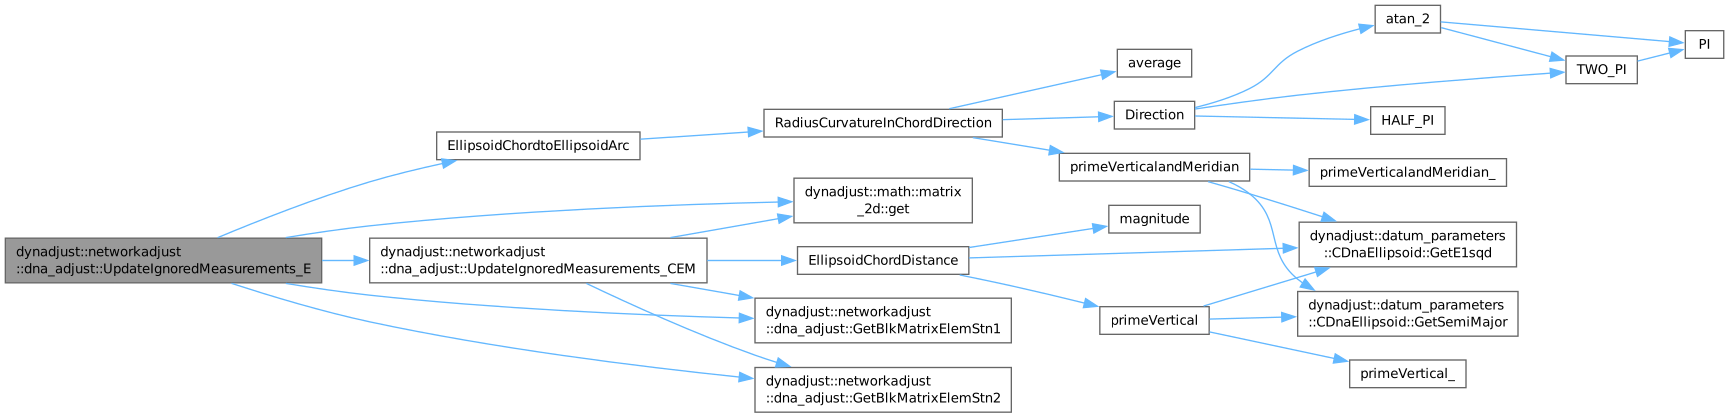 dynadjust::networkadjust
::dna_adjust::UpdateIgnoredMeasurements_E
EllipsoidChordtoEllipsoidArc
dynadjust::networkadjust
::dna_adjust::UpdateIgnoredMeasurements_CEM
RadiusCurvatureInChordDirection
dynadjust::math::matrix
_2d::get
EllipsoidChordDistance
dynadjust::networkadjust
::dna_adjust::GetBlkMatrixElemStn1
dynadjust::networkadjust
::dna_adjust::GetBlkMatrixElemStn2
average
Direction
primeVerticalandMeridian
magnitude
primeVertical
atan_2
TWO_PI
PI
HALF_PI
primeVerticalandMeridian_
dynadjust::datum_parameters
::CDnaEllipsoid::GetE1sqd
dynadjust::datum_parameters
::CDnaEllipsoid::GetSemiMajor
primeVertical_